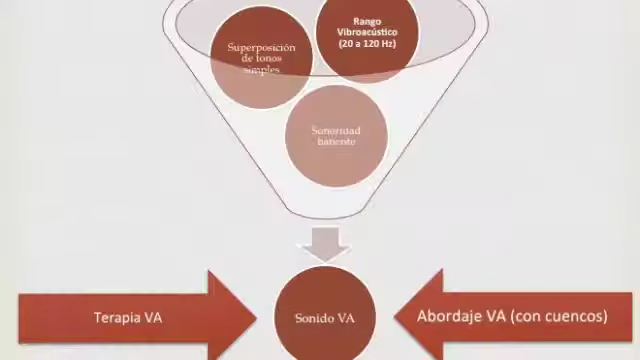 Rango
Vibroacústico
(20 a 120 Hz)
Superposición
de tonos
simples
Sonoridad
batiente
Sonido VA
Terapia VA
Abordaje VA (con cuencos)